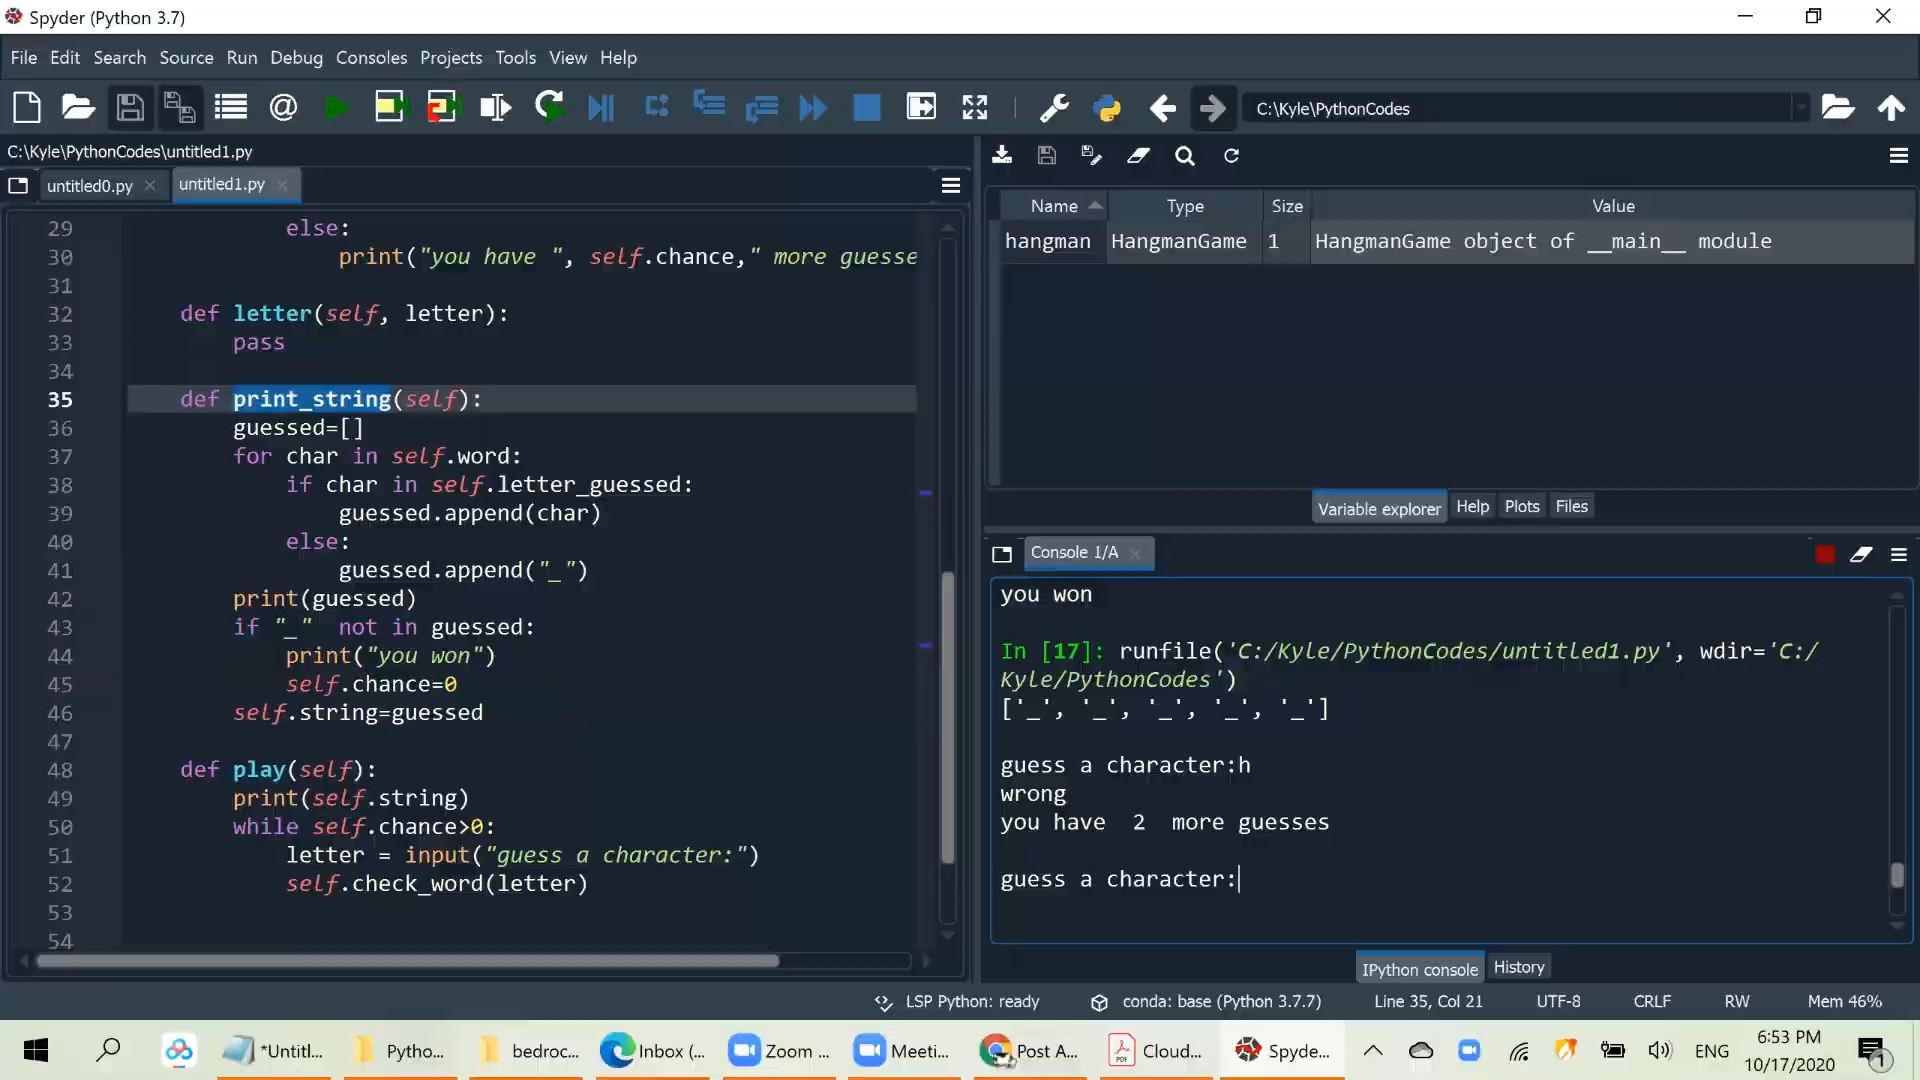 Spyder (Python 3.7)
File Edit Search Source Run Debug Consoles Projects Tools View Help
C:\Kyle\PythonCodes
C:\Kyle\PythonCodes\untitled1.py
untitled0.py untitled1.py
29 else:
30 print("you have ", self.chance," more guesse
31
32 def letter(self, letter):
33 pass
34
35 def print_string(self):
36 guessed=[]
37 for char in self.word:
38 if char in self.letter_guessed:
39 guessed.append(char)
40 else:
41 guessed.append("_")
42 print(guessed)
43 if "_" not in guessed:
44 print("you won")
45 self.chance=0
46 self.string=guessed
47
48 def play(self):
49 print(self.string)
50 while self.chance>0:
51 letter = input("guess a character:")
52 self.check_word(letter)
53
54
Name Type Size Value
hangman HangmanGame 1 HangmanGame object of __main__ module
Variable explorer Help Plots Files
Console 1/A
you won
In [17]: runfile('C:/Kyle/PythonCodes/untitled1.py', wdir='C:/
Kyle/PythonCodes')
['_', '_', '_', '_', '_']
guess a character:h
wrong
you have 2 more guesses
guess a character:
IPython console History
LSP Python: ready conda: base (Python 3.7.7) Line 35, Col 21 UTF-8 CRLF RW Mem 46%
*Untitl... Pytho... bedroc... Inbox (... Zoom ... Meeti... Post A... Cloud... Spyde... ENG
6:53 PM
10/17/2020
1